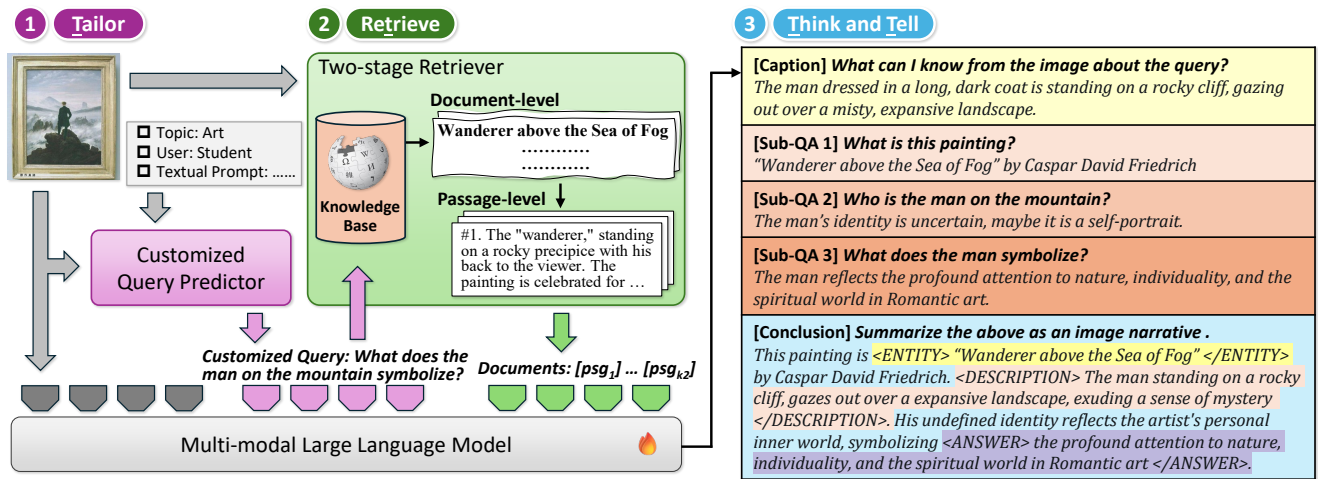 1 Tailor
2 Retrieve
3 Think and Tell
Two-stage Retriever
Topic: Art
User: Student
Textual Prompt: ......
Customized
Query Predictor
Knowledge
Base
Document-level
Wanderer above the Sea of Fog
............
............
Passage-level
#1. The "wanderer," standing
on a rocky precipice with his
back to the viewer. The
painting is celebrated for …
Customized Query: What does the
man on the mountain symbolize?
Documents: [psg1] … [psgk2]
Multi-modal Large Language Model
[Caption] What can I know from the image about the query?
The man dressed in a long, dark coat is standing on a rocky cliff, gazing
out over a misty, expansive landscape.
[Sub-QA 1] What is this painting?
“Wanderer above the Sea of Fog” by Caspar David Friedrich
[Sub-QA 2] Who is the man on the mountain?
The man’s identity is uncertain, maybe it is a self-portrait.
[Sub-QA 3] What does the man symbolize?
The man reflects the profound attention to nature, individuality, and the
spiritual world in Romantic art.
[Conclusion] Summarize the above as an image narrative .
This painting is <ENTITY> “Wanderer above the Sea of Fog” </ENTITY>
by Caspar David Friedrich. <DESCRIPTION> The man standing on a rocky
cliff, gazes out over a expansive landscape, exuding a sense of mystery
</DESCRIPTION>. His undefined identity reflects the artist's personal
inner world, symbolizing <ANSWER> the profound attention to nature,
individuality, and the spiritual world in Romantic art </ANSWER>.